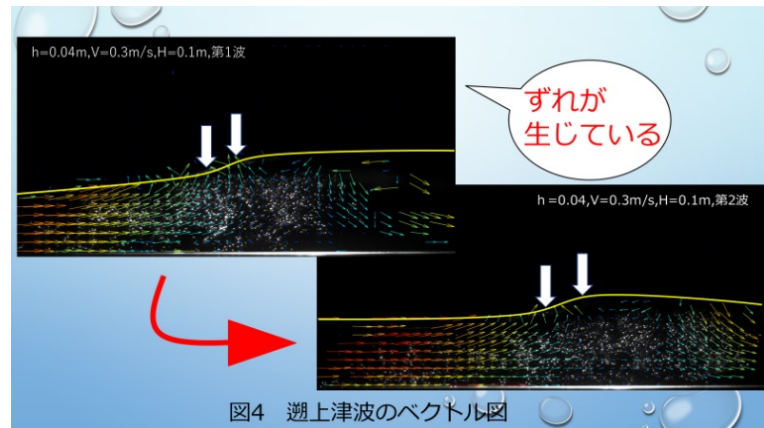 h=0.04m,V=0.3m/s,H=0.1m,第1波
ずれが
生じている
h=0.04,V=0.3m/s,H=0.1m,第2波
図4 遡上津波のベクトル図